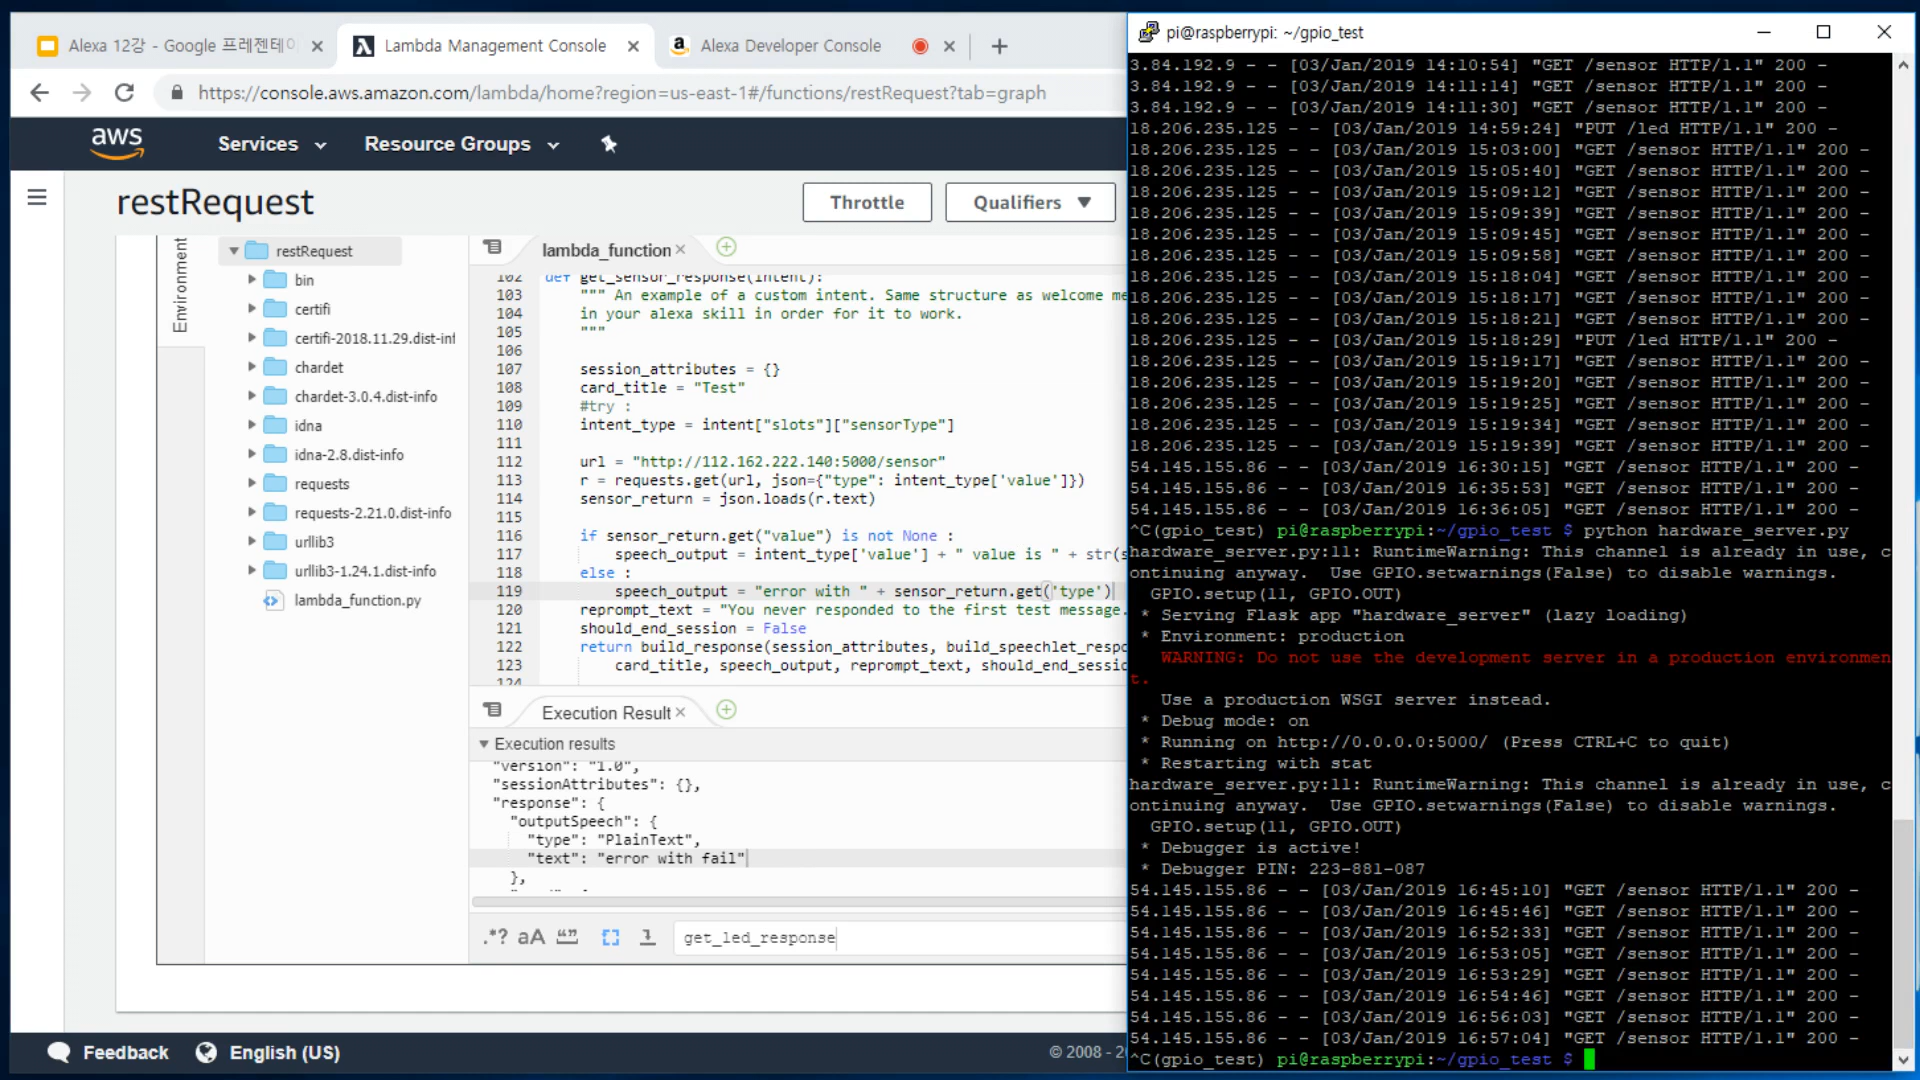 Alexa 12강 - Google 프레젠테이
Lambda Management Console
Alexa Developer Console
https://console.aws.amazon.com/lambda/home?region=us-east-1#/functions/restRequest?tab=graph
aws
Services
Resource Groups
restRequest
Throttle
Qualifiers
Environment
restRequest
bin
certifi
certifi-2018.11.29.dist-inf
chardet
chardet-3.0.4.dist-info
idna
idna-2.8.dist-info
requests
requests-2.21.0.dist-info
urllib3
urllib3-1.24.1.dist-info
lambda_function.py
lambda_function
102 def get_sensor_response(intent):
103 """ An example of a custom intent. Same structure as welcome me
104 in your alexa skill in order for it to work.
105 """
106
107 session_attributes = {}
108 card_title = "Test"
109 #try :
110 intent_type = intent["slots"]["sensorType"]
111
112 url = "http://112.162.222.140:5000/sensor"
113 r = requests.get(url, json={"type": intent_type['value']})
114 sensor_return = json.loads(r.text)
115
116 if sensor_return.get("value") is not None :
117 speech_output = intent_type['value'] + " value is " + str(s
118 else :
119 speech_output = "error with " + sensor_return.get('type')
120 reprompt_text = "You never responded to the first test message.
121 should_end_session = False
122 return build_response(session_attributes, build_speechlet_respo
123 card_title, speech_output, reprompt_text, should_end_sessio
124
Execution Result
Execution results
"version": "1.0",
"sessionAttributes": {},
"response": {
"outputSpeech": {
"type": "PlainText",
"text": "error with fail"
},
.*? aA
get_led_response
Feedback
English (US)
© 2008 - 2
pi@raspberrypi: ~/gpio_test
3.84.192.9 - - [03/Jan/2019 14:10:54] "GET /sensor HTTP/1.1" 200 -
3.84.192.9 - - [03/Jan/2019 14:11:14] "GET /sensor HTTP/1.1" 200 -
3.84.192.9 - - [03/Jan/2019 14:11:30] "GET /sensor HTTP/1.1" 200 -
18.206.235.125 - - [03/Jan/2019 14:59:24] "PUT /led HTTP/1.1" 200 -
18.206.235.125 - - [03/Jan/2019 15:03:00] "GET /sensor HTTP/1.1" 200 -
18.206.235.125 - - [03/Jan/2019 15:05:40] "GET /sensor HTTP/1.1" 200 -
18.206.235.125 - - [03/Jan/2019 15:09:12] "GET /sensor HTTP/1.1" 200 -
18.206.235.125 - - [03/Jan/2019 15:09:39] "GET /sensor HTTP/1.1" 200 -
18.206.235.125 - - [03/Jan/2019 15:09:45] "GET /sensor HTTP/1.1" 200 -
18.206.235.125 - - [03/Jan/2019 15:09:58] "GET /sensor HTTP/1.1" 200 -
18.206.235.125 - - [03/Jan/2019 15:18:04] "GET /sensor HTTP/1.1" 200 -
18.206.235.125 - - [03/Jan/2019 15:18:17] "GET /sensor HTTP/1.1" 200 -
18.206.235.125 - - [03/Jan/2019 15:18:21] "GET /sensor HTTP/1.1" 200 -
18.206.235.125 - - [03/Jan/2019 15:18:29] "PUT /led HTTP/1.1" 200 -
18.206.235.125 - - [03/Jan/2019 15:19:17] "GET /sensor HTTP/1.1" 200 -
18.206.235.125 - - [03/Jan/2019 15:19:20] "GET /sensor HTTP/1.1" 200 -
18.206.235.125 - - [03/Jan/2019 15:19:25] "GET /sensor HTTP/1.1" 200 -
18.206.235.125 - - [03/Jan/2019 15:19:34] "GET /sensor HTTP/1.1" 200 -
18.206.235.125 - - [03/Jan/2019 15:19:39] "GET /sensor HTTP/1.1" 200 -
54.145.155.86 - - [03/Jan/2019 16:30:15] "GET /sensor HTTP/1.1" 200 -
54.145.155.86 - - [03/Jan/2019 16:35:53] "GET /sensor HTTP/1.1" 200 -
54.145.155.86 - - [03/Jan/2019 16:36:05] "GET /sensor HTTP/1.1" 200 -
^C(gpio_test) pi@raspberrypi:~/gpio_test $ python hardware_server.py
hardware_server.py:11: RuntimeWarning: This channel is already in use, c
ontinuing anyway. Use GPIO.setwarnings(False) to disable warnings.
GPIO.setup(11, GPIO.OUT)
* Serving Flask app "hardware_server" (lazy loading)
* Environment: production
WARNING: Do not use the development server in a production environmen
t.
Use a production WSGI server instead.
* Debug mode: on
* Running on http://0.0.0.0:5000/ (Press CTRL+C to quit)
* Restarting with stat
hardware_server.py:11: RuntimeWarning: This channel is already in use, c
ontinuing anyway. Use GPIO.setwarnings(False) to disable warnings.
GPIO.setup(11, GPIO.OUT)
* Debugger is active!
* Debugger PIN: 223-881-087
54.145.155.86 - - [03/Jan/2019 16:45:10] "GET /sensor HTTP/1.1" 200 -
54.145.155.86 - - [03/Jan/2019 16:45:46] "GET /sensor HTTP/1.1" 200 -
54.145.155.86 - - [03/Jan/2019 16:52:33] "GET /sensor HTTP/1.1" 200 -
54.145.155.86 - - [03/Jan/2019 16:53:05] "GET /sensor HTTP/1.1" 200 -
54.145.155.86 - - [03/Jan/2019 16:53:29] "GET /sensor HTTP/1.1" 200 -
54.145.155.86 - - [03/Jan/2019 16:54:46] "GET /sensor HTTP/1.1" 200 -
54.145.155.86 - - [03/Jan/2019 16:56:03] "GET /sensor HTTP/1.1" 200 -
54.145.155.86 - - [03/Jan/2019 16:57:04] "GET /sensor HTTP/1.1" 200 -
^C(gpio_test) pi@raspberrypi:~/gpio_test $